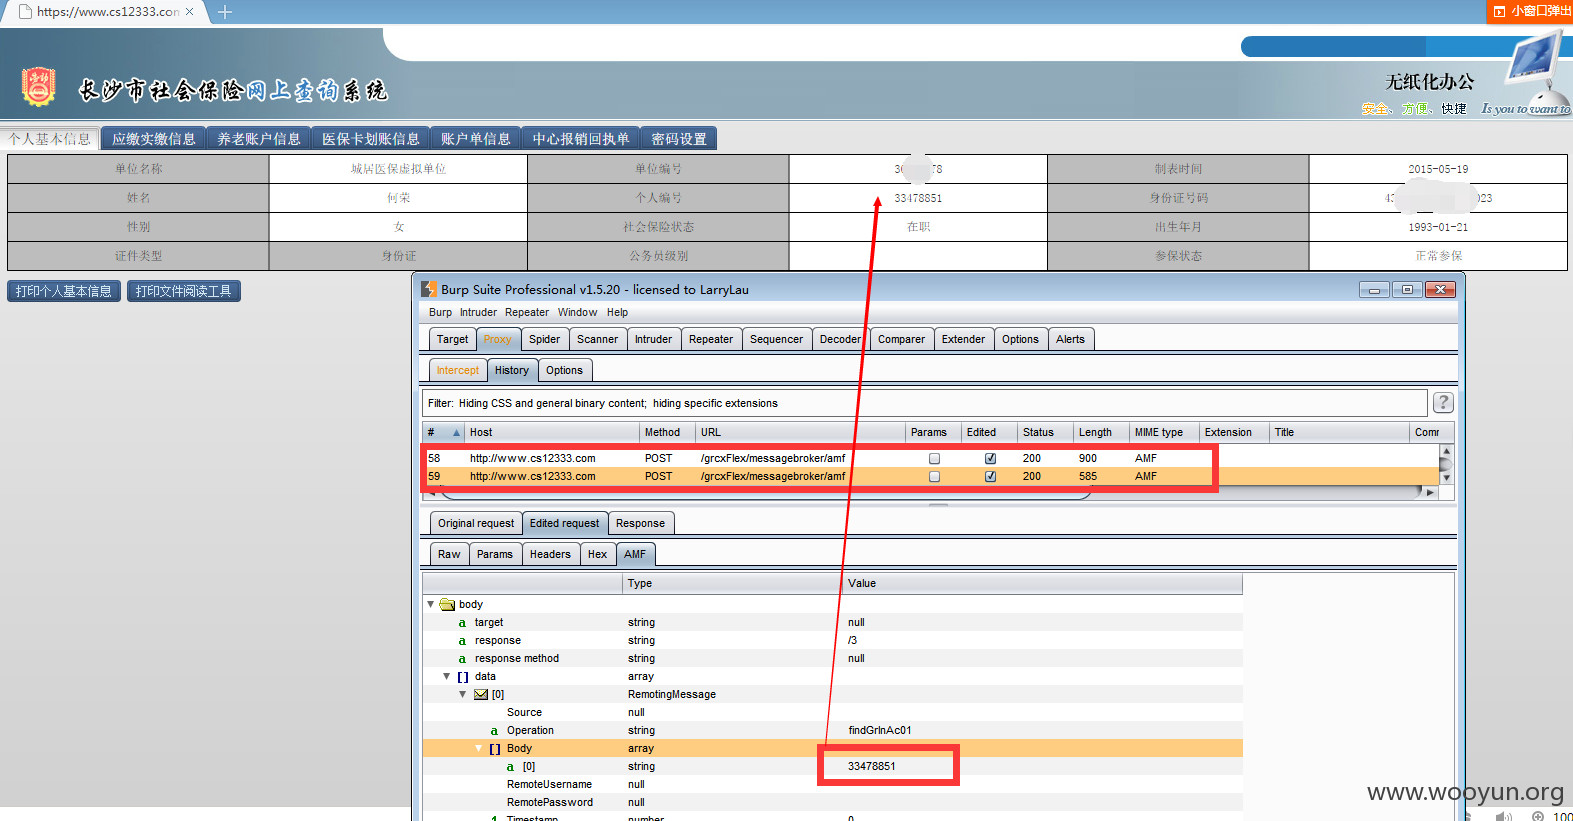 https://www.cs12333.con
小窗口弹出
长沙市社会保险网上查询系统
无纸化办公
安全、方便、快捷
Is you to want to
个人基本信息 应缴实缴信息 养老账户信息 医保卡划账信息 账户单信息 中心报销回执单 密码设置
单位名称 城居医保虚拟单位 单位编号 30 78 制表时间 2015-05-19
姓名 何荣 个人编号 33478851 身份证号码 43 023
性别 女 社会保险状态 在职 出生年月 1993-01-21
证件类型 身份证 公务员级别 参保状态 正常参保
打印个人基本信息 打印文件阅读工具
Burp Suite Professional v1.5.20 - licensed to LarryLau
Burp Intruder Repeater Window Help
Target Proxy Spider Scanner Intruder Repeater Sequencer Decoder Comparer Extender Options Alerts
Intercept History Options
Filter: Hiding CSS and general binary content; hiding specific extensions
?
# Host Method URL Params Edited Status Length MIME type Extension Title Comr
58 http://www.cs12333.com POST /grcxFlex/messagebroker/amf 200 900 AMF
59 http://www.cs12333.com POST /grcxFlex/messagebroker/amf 200 585 AMF
Original request Edited request Response
Raw Params Headers Hex AMF
Type Value
body
a target string null
a response string /3
a response method string null
[] data array
[0] RemotingMessage
Source null
a Operation string findGrInAc01
[] Body array
a [0] string 33478851
RemoteUsername null
RemotePassword null
1 Timestamp number 0
www.wooyun.org
100